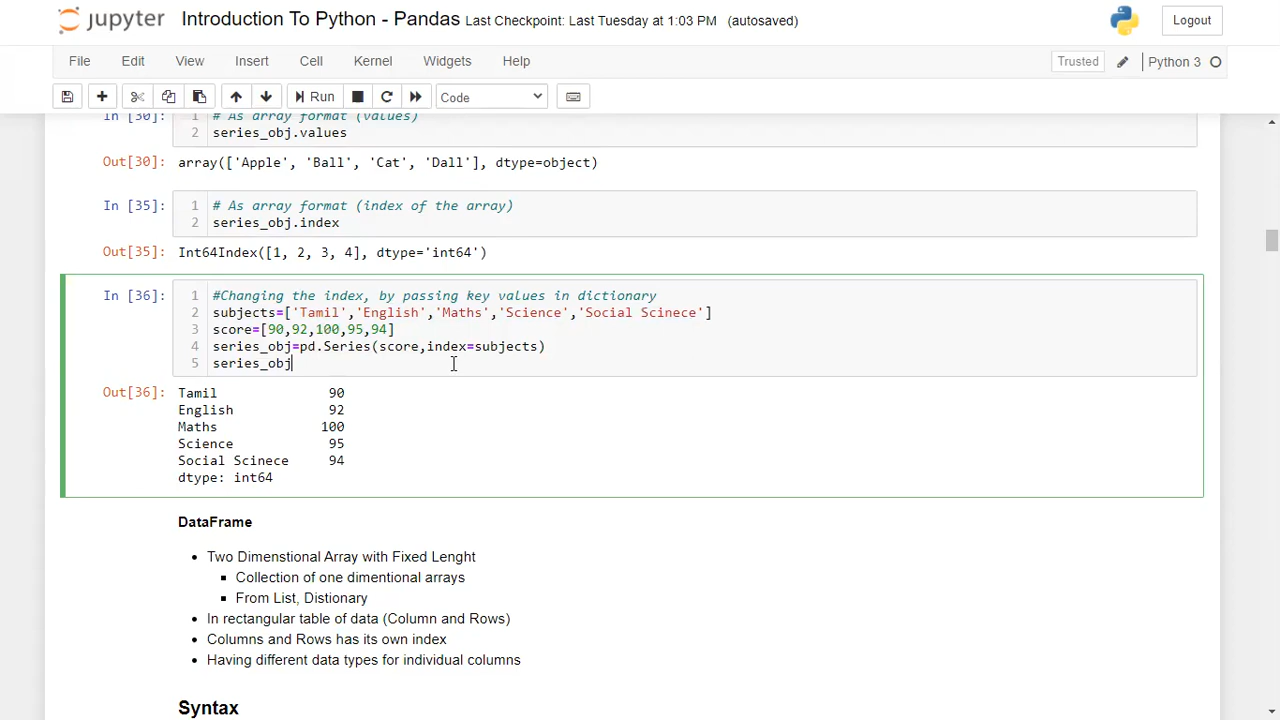 jupyter Introduction To Python - Pandas Last Checkpoint: Last Tuesday at 1:03 PM (autosaved) Logout
File Edit View Insert Cell Kernel Widgets Help Trusted Python 3
Run Code
In [30]: 1 # As array format (values)
2 series_obj.values
Out[30]: array(['Apple', 'Ball', 'Cat', 'Dall'], dtype=object)
In [35]: 1 # As array format (index of the array)
2 series_obj.index
Out[35]: Int64Index([1, 2, 3, 4], dtype='int64')
In [36]: 1 #Changing the index, by passing key values in dictionary
2 subjects=['Tamil','English','Maths','Science','Social Scinece']
3 score=[90,92,100,95,94]
4 series_obj=pd.Series(score,index=subjects)
5 series_obj
Out[36]: Tamil 90
English 92
Maths 100
Science 95
Social Scinece 94
dtype: int64
DataFrame
• Two Dimenstional Array with Fixed Lenght
▪ Collection of one dimentional arrays
▪ From List, Distionary
• In rectangular table of data (Column and Rows)
• Columns and Rows has its own index
• Having different data types for individual columns
Syntax